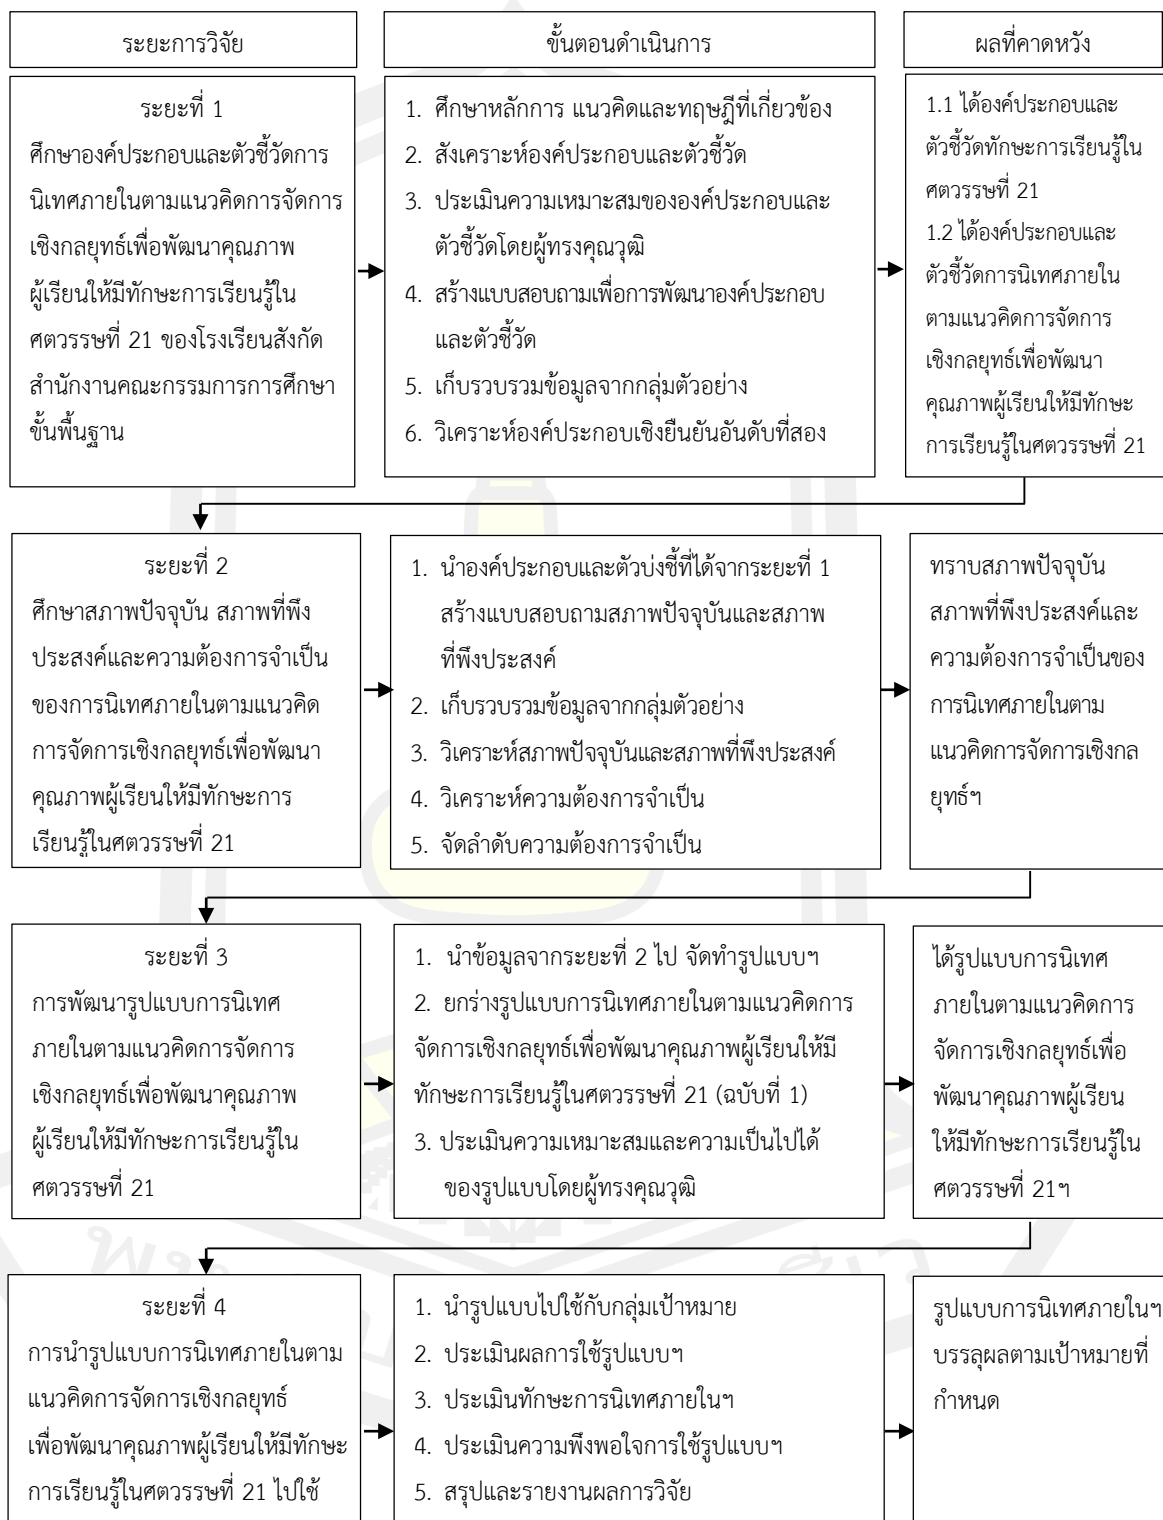 ระยะการวิจัย
ขั้นตอนดำเนินการ
ผลที่คาดหวัง
ระยะที่ 1
ศึกษาองค์ประกอบและตัวชี้วัดการ
นิเทศภายในตามแนวคิดการจัดการ
เชิงกลยุทธ์เพื่อพัฒนาคุณภาพ
ผู้เรียนให้มีทักษะการเรียนรู้ใน
ศตวรรษที่ 21 ของโรงเรียนสังกัด
สำนักงานคณะกรรมการการศึกษา
ขั้นพื้นฐาน
1. ศึกษาหลักการ แนวคิดและทฤษฎีที่เกี่ยวข้อง
2. สังเคราะห์องค์ประกอบและตัวชี้วัด
3. ประเมินความเหมาะสมขององค์ประกอบและ
ตัวชี้วัดโดยผู้ทรงคุณวุฒิ
4. สร้างแบบสอบถามเพื่อการพัฒนาองค์ประกอบ
และตัวชี้วัด
5. เก็บรวบรวมข้อมูลจากกลุ่มตัวอย่าง
6. วิเคราะห์องค์ประกอบเชิงยืนยันอันดับที่สอง
1.1 ได้องค์ประกอบและ
ตัวชี้วัดทักษะการเรียนรู้ใน
ศตวรรษที่ 21
1.2 ได้องค์ประกอบและ
ตัวชี้วัดการนิเทศภายใน
ตามแนวคิดการจัดการ
เชิงกลยุทธ์เพื่อพัฒนา
คุณภาพผู้เรียนให้มีทักษะ
การเรียนรู้ในศตวรรษที่ 21
ระยะที่ 2
ศึกษาสภาพปัจจุบัน สภาพที่พึง
ประสงค์และความต้องการจำเป็น
ของการนิเทศภายในตามแนวคิด
การจัดการเชิงกลยุทธ์เพื่อพัฒนา
คุณภาพผู้เรียนให้มีทักษะการ
เรียนรู้ในศตวรรษที่ 21
1. นำองค์ประกอบและตัวบ่งชี้ที่ได้จากระยะที่ 1
สร้างแบบสอบถามสภาพปัจจุบันและสภาพ
ที่พึงประสงค์
2. เก็บรวบรวมข้อมูลจากกลุ่มตัวอย่าง
3. วิเคราะห์สภาพปัจจุบันและสภาพที่พึงประสงค์
4. วิเคราะห์ความต้องการจำเป็น
5. จัดลำดับความต้องการจำเป็น
ทราบสภาพปัจจุบัน
สภาพที่พึงประสงค์และ
ความต้องการจำเป็นของ
การนิเทศภายในตาม
แนวคิดการจัดการเชิงกล
ยุทธ์ฯ
ระยะที่ 3
การพัฒนารูปแบบการนิเทศ
ภายในตามแนวคิดการจัดการ
เชิงกลยุทธ์เพื่อพัฒนาคุณภาพ
ผู้เรียนให้มีทักษะการเรียนรู้ใน
ศตวรรษที่ 21
1. นำข้อมูลจากระยะที่ 2 ไป จัดทำรูปแบบฯ
2. ยกร่างรูปแบบการนิเทศภายในตามแนวคิดการ
จัดการเชิงกลยุทธ์เพื่อพัฒนาคุณภาพผู้เรียนให้มี
ทักษะการเรียนรู้ในศตวรรษที่ 21 (ฉบับที่ 1)
3. ประเมินความเหมาะสมและความเป็นไปได้
ของรูปแบบโดยผู้ทรงคุณวุฒิ
ได้รูปแบบการนิเทศ
ภายในตามแนวคิดการ
จัดการเชิงกลยุทธ์เพื่อ
พัฒนาคุณภาพผู้เรียน
ให้มีทักษะการเรียนรู้ใน
ศตวรรษที่ 21ฯ
ระยะที่ 4
การนำรูปแบบการนิเทศภายในตาม
แนวคิดการจัดการเชิงกลยุทธ์
เพื่อพัฒนาคุณภาพผู้เรียนให้มีทักษะ
การเรียนรู้ในศตวรรษที่ 21 ไปใช้
1. นำรูปแบบไปใช้กับกลุ่มเป้าหมาย
2. ประเมินผลการใช้รูปแบบฯ
3. ประเมินทักษะการนิเทศภายในฯ
4. ประเมินความพึงพอใจการใช้รูปแบบฯ
5. สรุปและรายงานผลการวิจัย
รูปแบบการนิเทศภายในฯ
บรรลุผลตามเป้าหมายที่
กำหนด